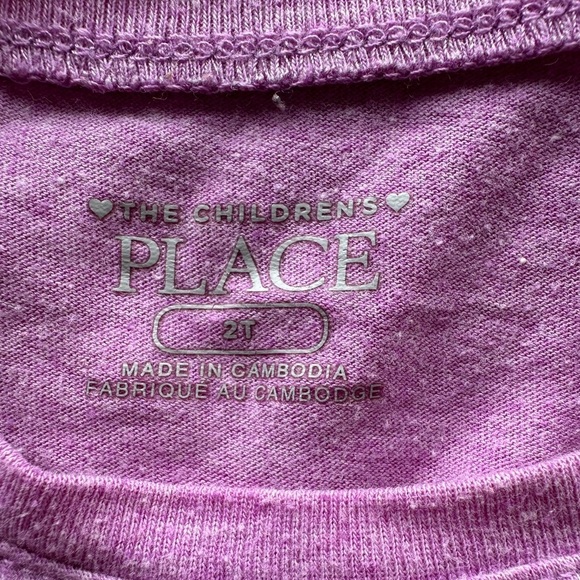 THE CHILDREN'S
PLACE
2T
MADE IN CAMBODIA
FABRIQUÉ AU CAMBODGE